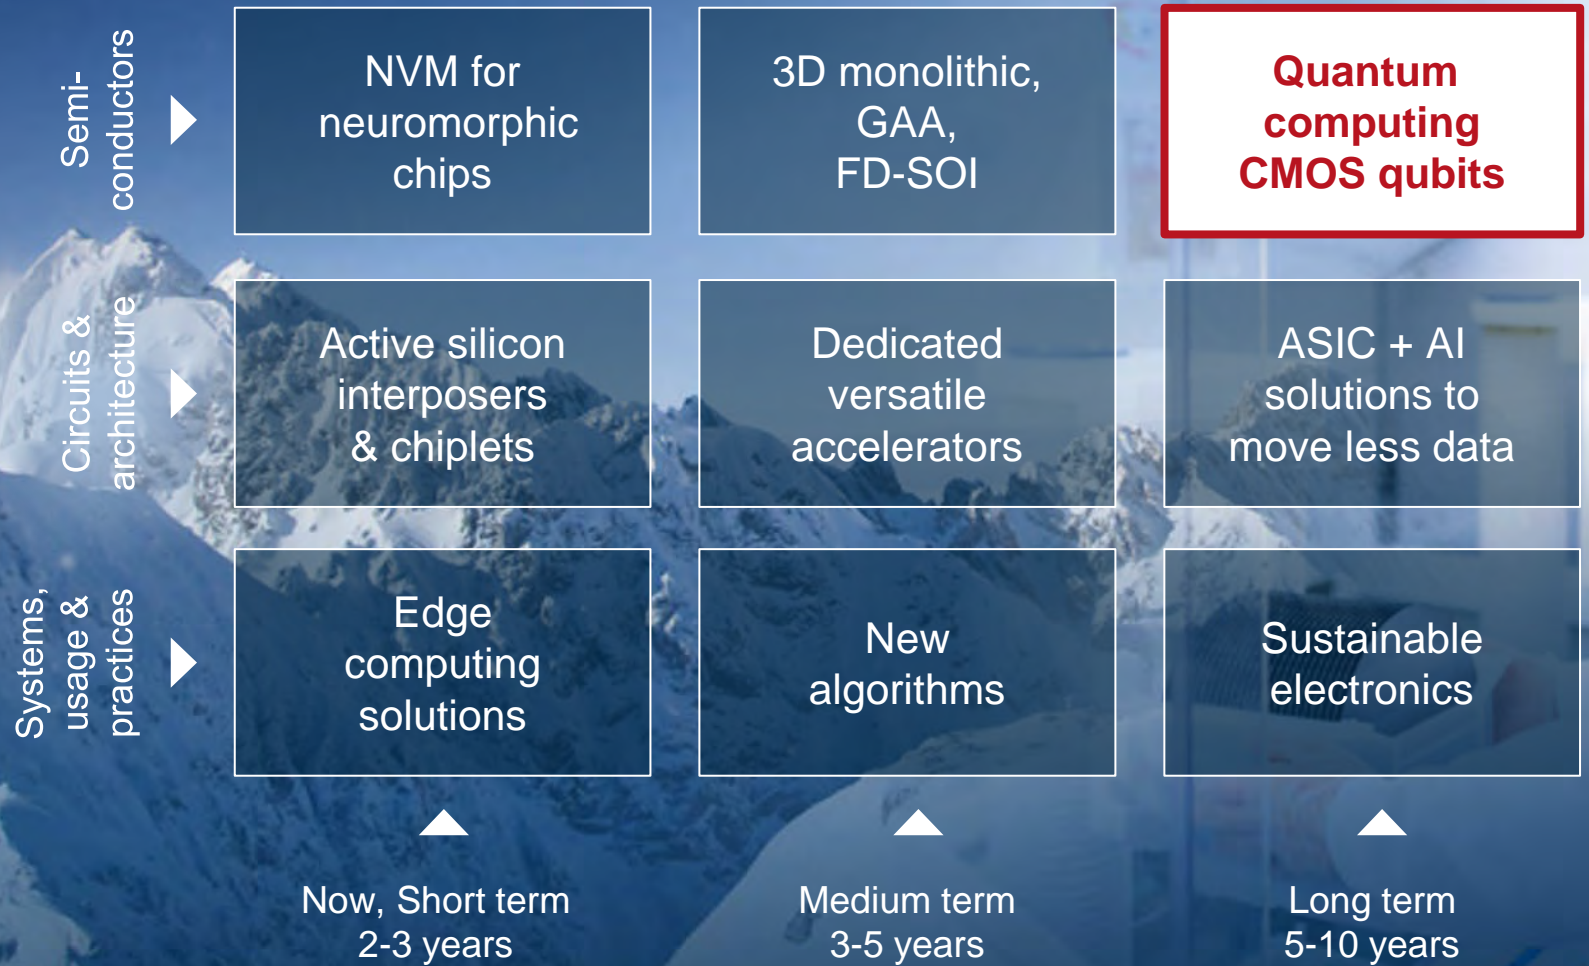 Semi-
conductors
NVM for
neuromorphic
chips
3D monolithic,
GAA,
FD-SOI
Quantum
computing
CMOS qubits
Circuits &
architecture
Active silicon
interposers
& chiplets
Dedicated
versatile
accelerators
ASIC + AI
solutions to
move less data
Systems,
usage &
practices
Edge
computing
solutions
New
algorithms
Sustainable
electronics
Now, Short term
2-3 years
Medium term
3-5 years
Long term
5-10 years